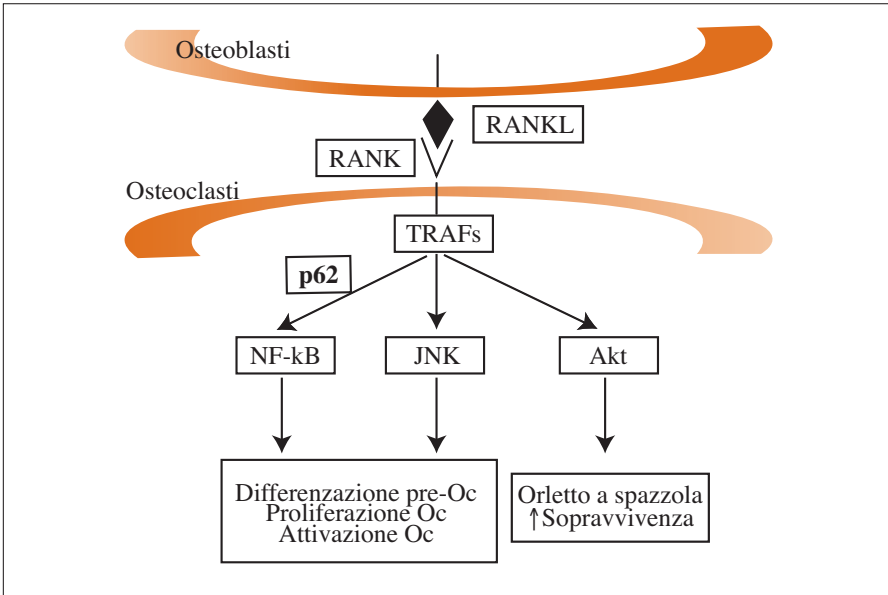 Osteoblasti
RANKL
RANK
Osteoclasti
TRAFs
p62
NF-kB
JNK
Akt
Differenzazione pre-Oc
Proliferazione Oc
Attivazione Oc
Orletto a spazzola
↑Sopravvivenza